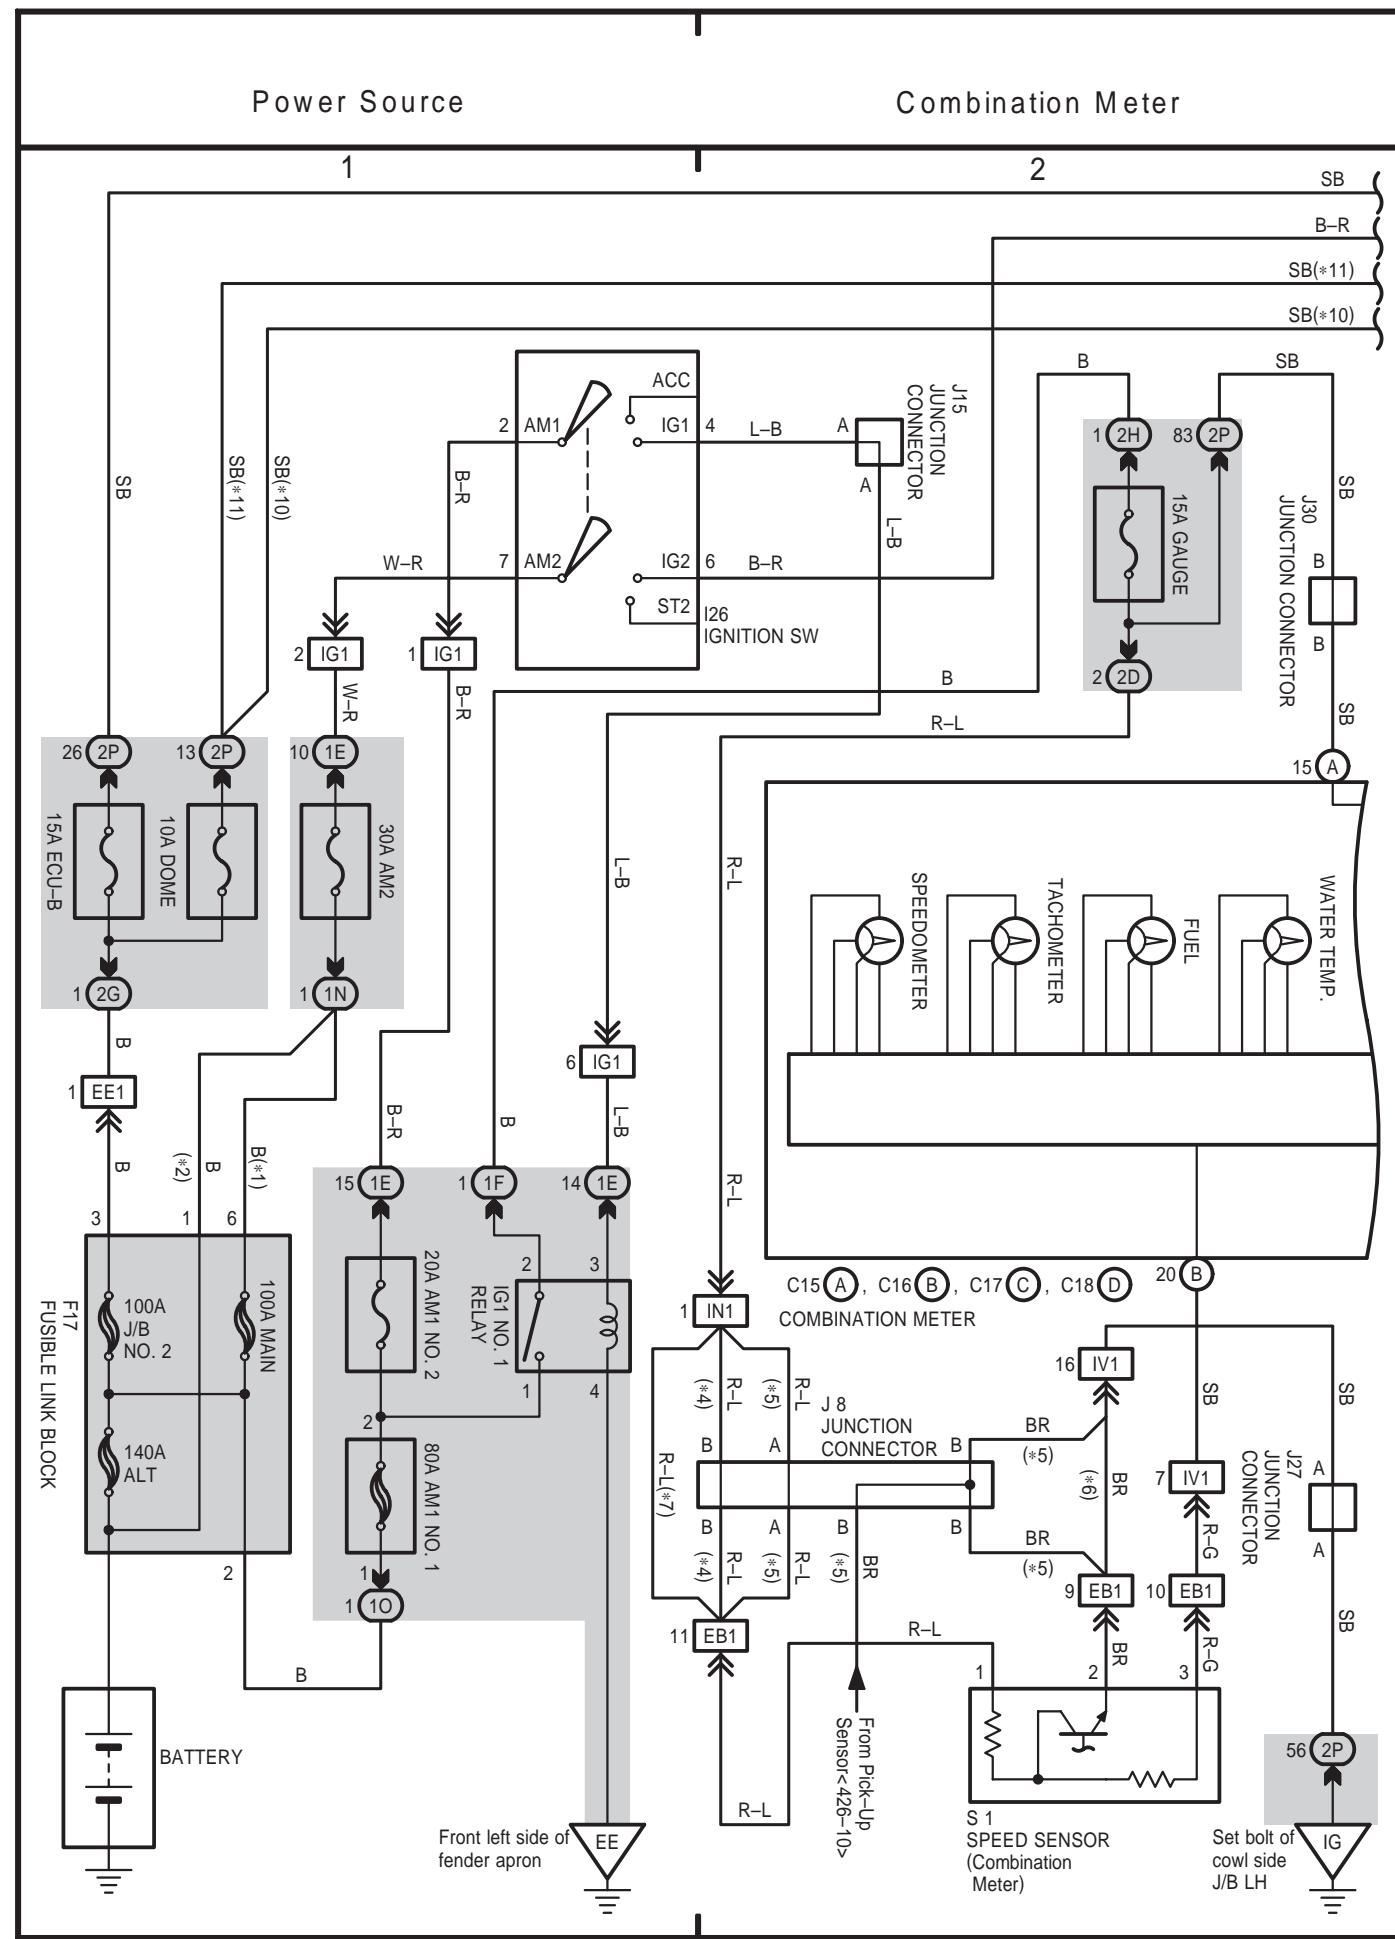 Power Source
Combination Meter
1
2
SB
B–R
SB(∗11)
SB(∗10)
B
SB
ACC
2
AM1
IG1
4
L–B
A
J15
JUNCTION
CONNECTOR
A
L–B
1
2H
83
2P
15A GAUGE
SB
SB(∗11)
SB(∗10)
B–R
W–R
7
AM2
IG2
6
B–R
ST2
I26
IGNITION SW
SB
J30
JUNCTION CONNECTOR
B
B
SB
2
IG1
1
IG1
W–R
B–R
B
2
2D
R–L
15
A
26
2P
13
2P
10
1E
15A ECU–B
10A DOME
30A AM2
L–B
R–L
SPEEDOMETER
TACHOMETER
FUEL
WATER TEMP.
1
2G
1
1N
B
1
EE1
B
6
IG1
B–R
B
L–B
B
(∗2)
B(∗1)
R–L
3
1
6
15
1E
1
1F
14
1E
F17
FUSIBLE LINK BLOCK
100A
J/B
NO. 2
100A MAIN
140A
ALT
2
20A AM1 NO. 2
2
3
IG1 NO. 1
RELAY
1
4
2
80A AM1 NO. 1
1
1
1O
B
1
IN1
C15 A , C16 B , C17 C , C18 D
COMBINATION METER
20
B
16
IV1
R–L
(∗4)
R–L
(∗5)
R–L(∗7)
J 8
JUNCTION
CONNECTOR
B
A
B
BR
(∗5)
BR
(∗6)
SB
SB
7
IV1
J27
JUNCTION
CONNECTOR
A
A
B
A
B
B
R–L
(∗4)
R–L
(∗5)
BR
(∗5)
BR
(∗5)
R–G
9
EB1
10
EB1
11
EB1
R–L
BR
R–G
SB
1
2
3
From Pick–Up
Sensor<426–10>
R–L
BATTERY
S 1
SPEED SENSOR
(Combination
Meter)
56
2P
Front left side of
fender apron
EE
Set bolt of
cowl side
J/B LH
IG